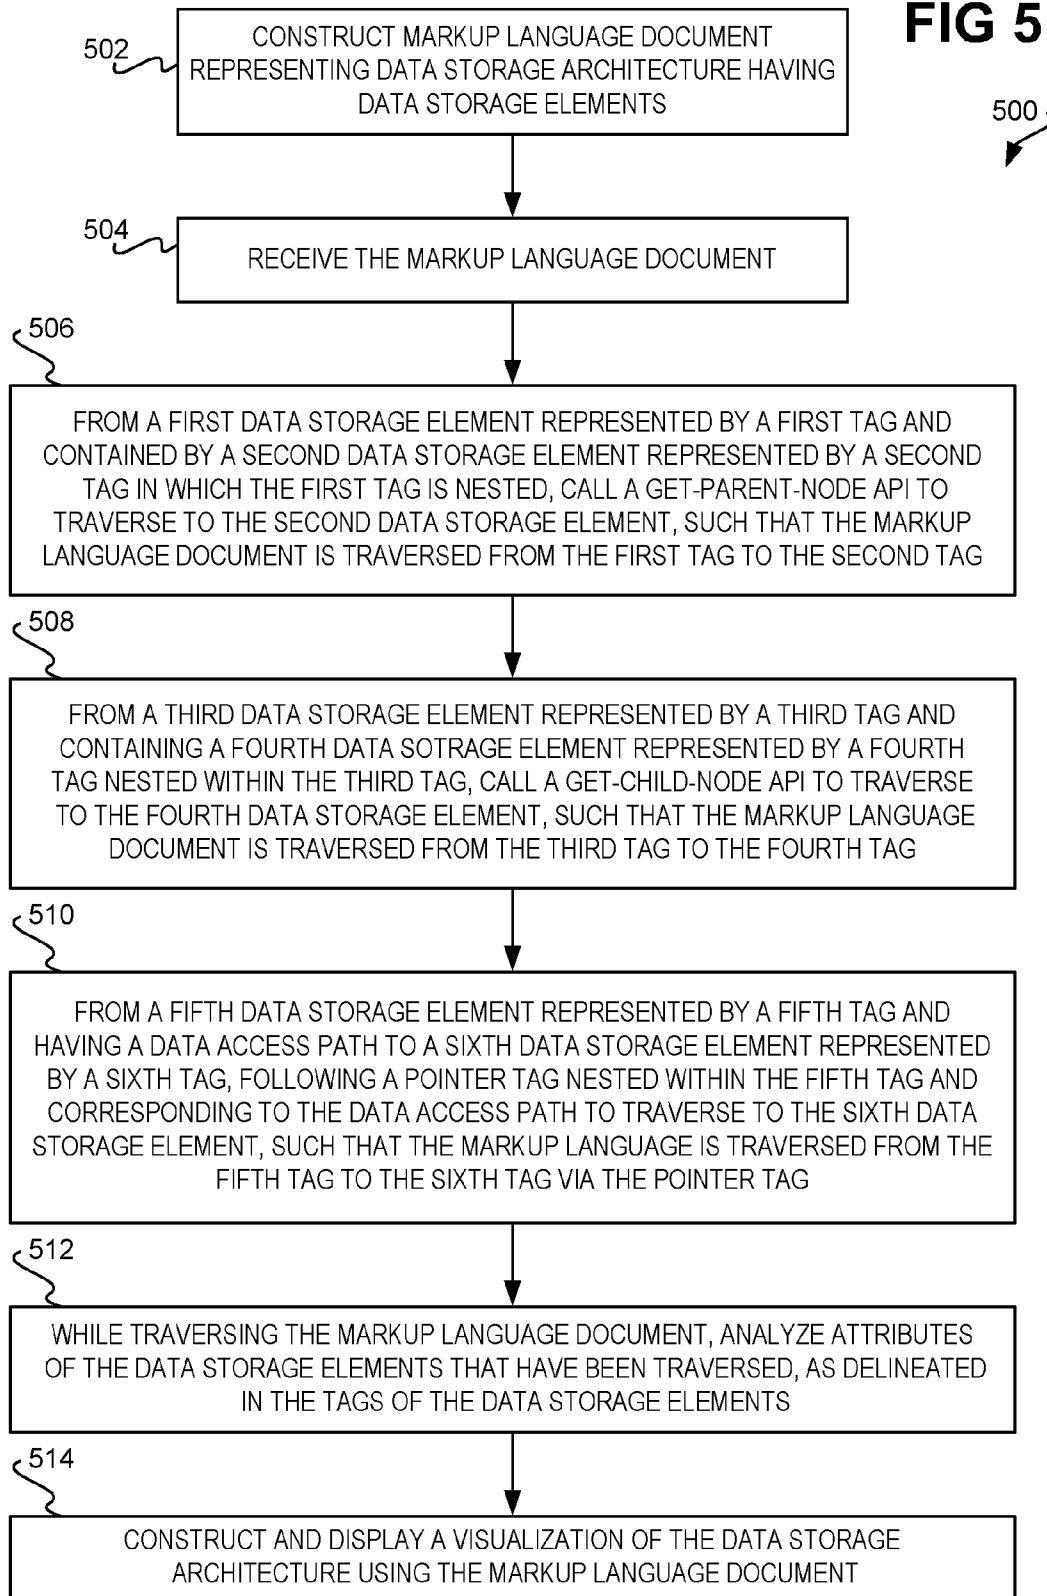 FIG 5
500
502
CONSTRUCT MARKUP LANGUAGE DOCUMENT
REPRESENTING DATA STORAGE ARCHITECTURE HAVING
DATA STORAGE ELEMENTS
504
RECEIVE THE MARKUP LANGUAGE DOCUMENT
506
FROM A FIRST DATA STORAGE ELEMENT REPRESENTED BY A FIRST TAG AND
CONTAINED BY A SECOND DATA STORAGE ELEMENT REPRESENTED BY A SECOND
TAG IN WHICH THE FIRST TAG IS NESTED, CALL A GET-PARENT-NODE API TO
TRAVERSE TO THE SECOND DATA STORAGE ELEMENT, SUCH THAT THE MARKUP
LANGUAGE DOCUMENT IS TRAVERSED FROM THE FIRST TAG TO THE SECOND TAG
508
FROM A THIRD DATA STORAGE ELEMENT REPRESENTED BY A THIRD TAG AND
CONTAINING A FOURTH DATA SOTRAGE ELEMENT REPRESENTED BY A FOURTH
TAG NESTED WITHIN THE THIRD TAG, CALL A GET-CHILD-NODE API TO TRAVERSE
TO THE FOURTH DATA STORAGE ELEMENT, SUCH THAT THE MARKUP LANGUAGE
DOCUMENT IS TRAVERSED FROM THE THIRD TAG TO THE FOURTH TAG
510
FROM A FIFTH DATA STORAGE ELEMENT REPRESENTED BY A FIFTH TAG AND
HAVING A DATA ACCESS PATH TO A SIXTH DATA STORAGE ELEMENT REPRESENTED
BY A SIXTH TAG, FOLLOWING A POINTER TAG NESTED WITHIN THE FIFTH TAG AND
CORRESPONDING TO THE DATA ACCESS PATH TO TRAVERSE TO THE SIXTH DATA
STORAGE ELEMENT, SUCH THAT THE MARKUP LANGUAGE IS TRAVERSED FROM THE
FIFTH TAG TO THE SIXTH TAG VIA THE POINTER TAG
512
WHILE TRAVERSING THE MARKUP LANGUAGE DOCUMENT, ANALYZE ATTRIBUTES
OF THE DATA STORAGE ELEMENTS THAT HAVE BEEN TRAVERSED, AS DELINEATED
IN THE TAGS OF THE DATA STORAGE ELEMENTS
514
CONSTRUCT AND DISPLAY A VISUALIZATION OF THE DATA STORAGE
ARCHITECTURE USING THE MARKUP LANGUAGE DOCUMENT